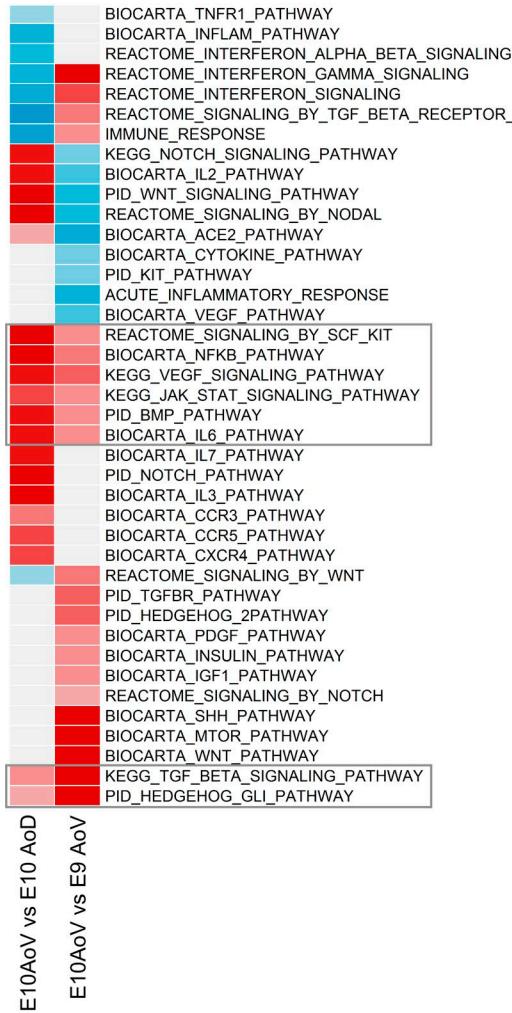 BIOCARTA_TNFR1_PATHWAY
BIOCARTA_INFLAM_PATHWAY
REACTOME_INTERFERON_ALPHA_BETA_SIGNALING
REACTOME_INTERFERON_GAMMA_SIGNALING
REACTOME_INTERFERON_SIGNALING
REACTOME_SIGNALING_BY_TGF_BETA_RECEPTOR_
IMMUNE_RESPONSE
KEGG_NOTCH_SIGNALING_PATHWAY
BIOCARTA_IL2_PATHWAY
PID_WNT_SIGNALING_PATHWAY
REACTOME_SIGNALING_BY_NODAL
BIOCARTA_ACE2_PATHWAY
BIOCARTA_CYTOKINE_PATHWAY
PID_KIT_PATHWAY
ACUTE_INFLAMMATORY_RESPONSE
BIOCARTA_VEGF_PATHWAY
REACTOME_SIGNALING_BY_SCF_KIT
BIOCARTA_NFKB_PATHWAY
KEGG_VEGF_SIGNALING_PATHWAY
KEGG_JAK_STAT_SIGNALING_PATHWAY
PID_BMP_PATHWAY
BIOCARTA_IL6_PATHWAY
BIOCARTA_IL7_PATHWAY
PID_NOTCH_PATHWAY
BIOCARTA_IL3_PATHWAY
BIOCARTA_CCR3_PATHWAY
BIOCARTA_CCR5_PATHWAY
BIOCARTA_CXCR4_PATHWAY
REACTOME_SIGNALING_BY_WNT
PID_TGFBR_PATHWAY
PID_HEDGEHOG_2PATHWAY
BIOCARTA_PDGF_PATHWAY
BIOCARTA_INSULIN_PATHWAY
BIOCARTA_IGF1_PATHWAY
REACTOME_SIGNALING_BY_NOTCH
BIOCARTA_SHH_PATHWAY
BIOCARTA_MTOR_PATHWAY
BIOCARTA_WNT_PATHWAY
KEGG_TGF_BETA_SIGNALING_PATHWAY
PID_HEDGEHOG_GLI_PATHWAY
E10AoV vs E10 AoD
E10AoV vs E9 AoV